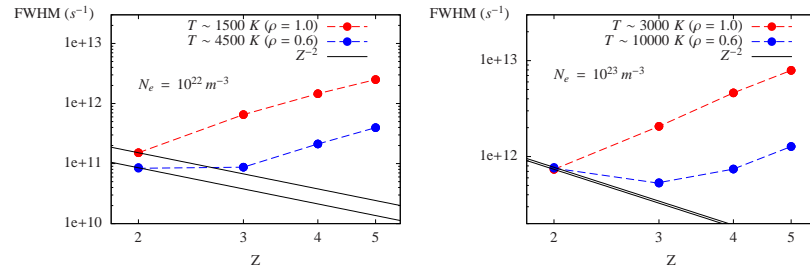 FWHM (s⁻¹)
T ~ 1500 K (ρ = 1.0)
T ~ 4500 K (ρ = 0.6)
Z⁻²
Nₑ = 10²² m⁻³
1e+13
1e+12
1e+11
1e+10
2 3 4 5
Z
FWHM (s⁻¹)
T ~ 3000 K (ρ = 1.0)
T ~ 10000 K (ρ = 0.6)
Z⁻²
Nₑ = 10²³ m⁻³
1e+13
1e+12
2 3 4 5
Z